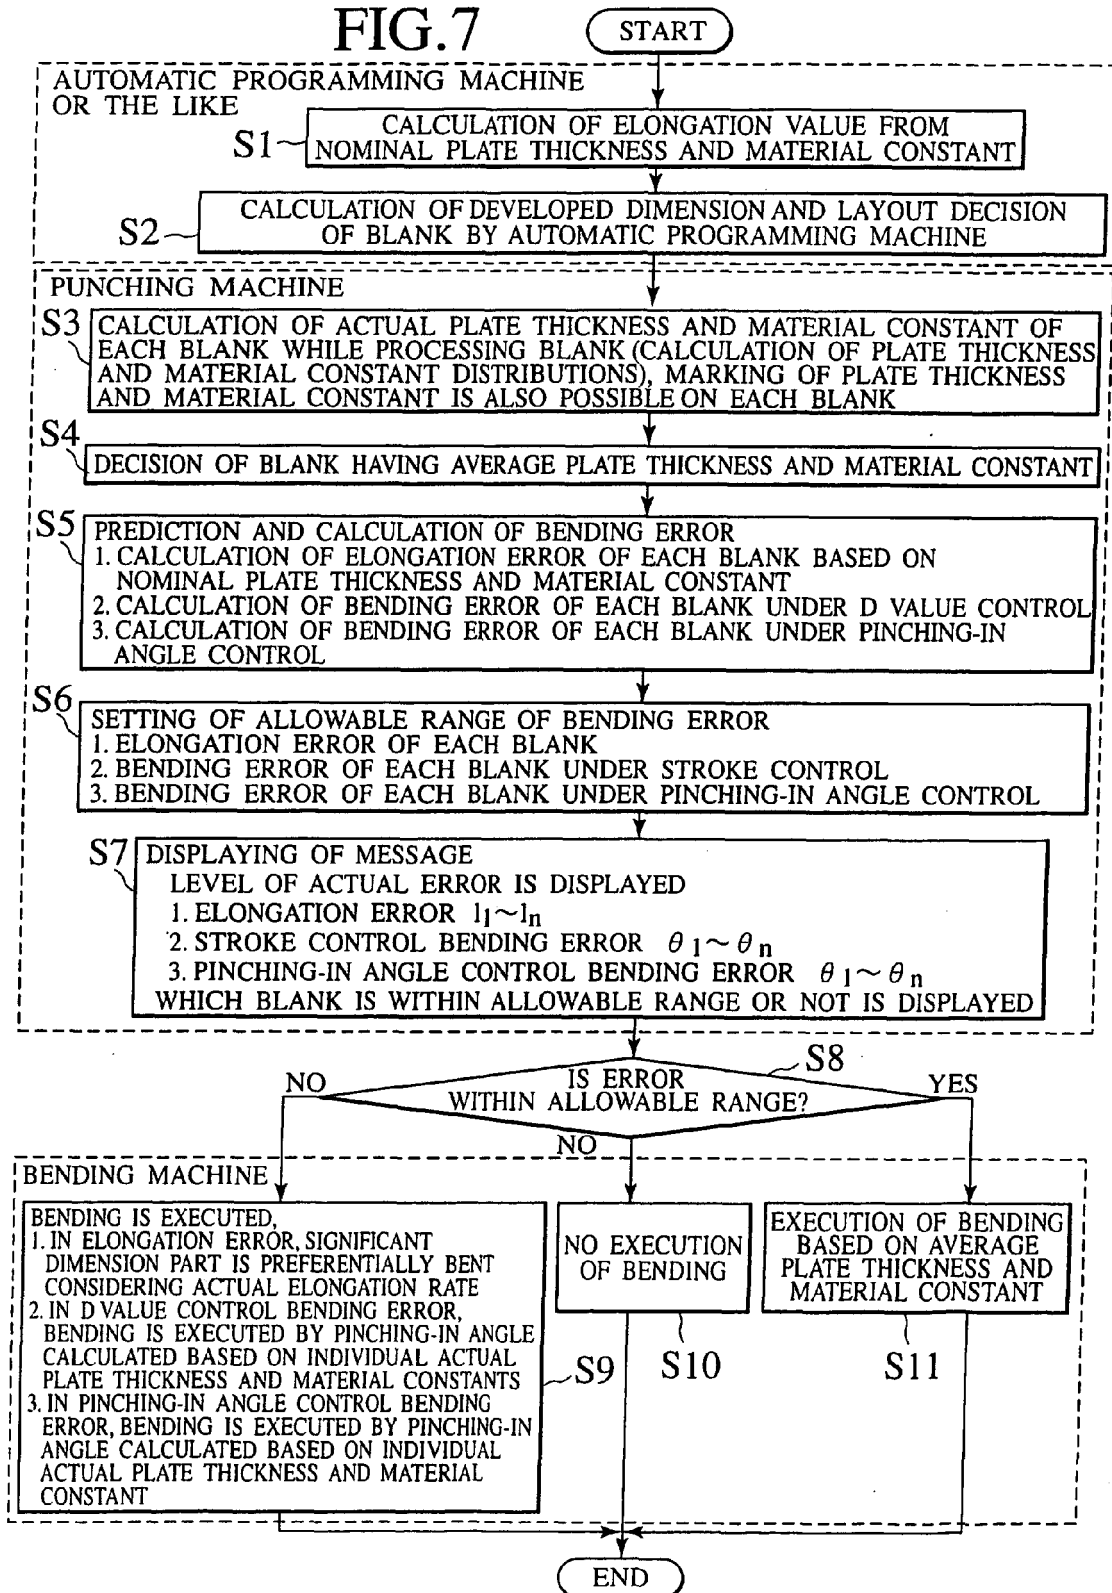 FIG.7
START
AUTOMATIC PROGRAMMING MACHINE
OR THE LIKE
S1
CALCULATION OF ELONGATION VALUE FROM
NOMINAL PLATE THICKNESS AND MATERIAL CONSTANT
S2
CALCULATION OF DEVELOPED DIMENSION AND LAYOUT DECISION
OF BLANK BY AUTOMATIC PROGRAMMING MACHINE
PUNCHING MACHINE
S3
CALCULATION OF ACTUAL PLATE THICKNESS AND MATERIAL CONSTANT OF
EACH BLANK WHILE PROCESSING BLANK (CALCULATION OF PLATE THICKNESS
AND MATERIAL CONSTANT DISTRIBUTIONS), MARKING OF PLATE THICKNESS
AND MATERIAL CONSTANT IS ALSO POSSIBLE ON EACH BLANK
S4
DECISION OF BLANK HAVING AVERAGE PLATE THICKNESS AND MATERIAL CONSTANT
S5
PREDICTION AND CALCULATION OF BENDING ERROR
1. CALCULATION OF ELONGATION ERROR OF EACH BLANK BASED ON
NOMINAL PLATE THICKNESS AND MATERIAL CONSTANT
2. CALCULATION OF BENDING ERROR OF EACH BLANK UNDER D VALUE CONTROL
3. CALCULATION OF BENDING ERROR OF EACH BLANK UNDER PINCHING-IN
ANGLE CONTROL
S6
SETTING OF ALLOWABLE RANGE OF BENDING ERROR
1. ELONGATION ERROR OF EACH BLANK
2. BENDING ERROR OF EACH BLANK UNDER STROKE CONTROL
3. BENDING ERROR OF EACH BLANK UNDER PINCHING-IN ANGLE CONTROL
S7
DISPLAYING OF MESSAGE
LEVEL OF ACTUAL ERROR IS DISPLAYED
1. ELONGATION ERROR l1~ln
2. STROKE CONTROL BENDING ERROR θ1~θn
3. PINCHING-IN ANGLE CONTROL BENDING ERROR θ1~θn
WHICH BLANK IS WITHIN ALLOWABLE RANGE OR NOT IS DISPLAYED
S8
IS ERROR
WITHIN ALLOWABLE RANGE?
NO
NO
YES
BENDING MACHINE
BENDING IS EXECUTED,
1. IN ELONGATION ERROR, SIGNIFICANT
DIMENSION PART IS PREFERENTIALLY BENT
CONSIDERING ACTUAL ELONGATION RATE
2. IN D VALUE CONTROL BENDING ERROR,
BENDING IS EXECUTED BY PINCHING-IN ANGLE
CALCULATED BASED ON INDIVIDUAL ACTUAL
PLATE THICKNESS AND MATERIAL CONSTANTS
3. IN PINCHING-IN ANGLE CONTROL BENDING
ERROR, BENDING IS EXECUTED BY PINCHING-IN
ANGLE CALCULATED BASED ON INDIVIDUAL
ACTUAL PLATE THICKNESS AND MATERIAL
CONSTANT
S9
NO EXECUTION
OF BENDING
S10
EXECUTION OF BENDING
BASED ON AVERAGE
PLATE THICKNESS AND
MATERIAL CONSTANT
S11
END